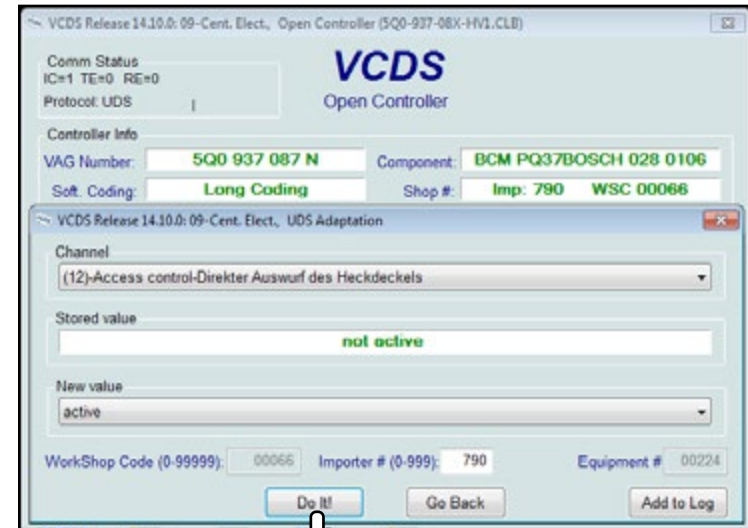 VCDS Release 14.10.0: 09-Cent. Elect., Open Controller (5Q0-937-08X-HV1.CLB)
Comm Status
IC=1 TE=0 RE=0
Protocol: UDS |
VCDS
Open Controller
Controller Info
VAG Number: 5Q0 937 087 N Component: BCM PQ37BOSCH 028 0106
Soft. Coding: Long Coding Shop #: Imp: 790 WSC 00066
VCDS Release 14.10.0: 09-Cent. Elect., UDS Adaptation
Channel
(12)-Access control-Direkter Auswurf des Heckdeckels
Stored value
not active
New value
active
WorkShop Code (0-99999): 00066 Importer # (0-999): 790 Equipment # 00224
Do It! Go Back Add to Log